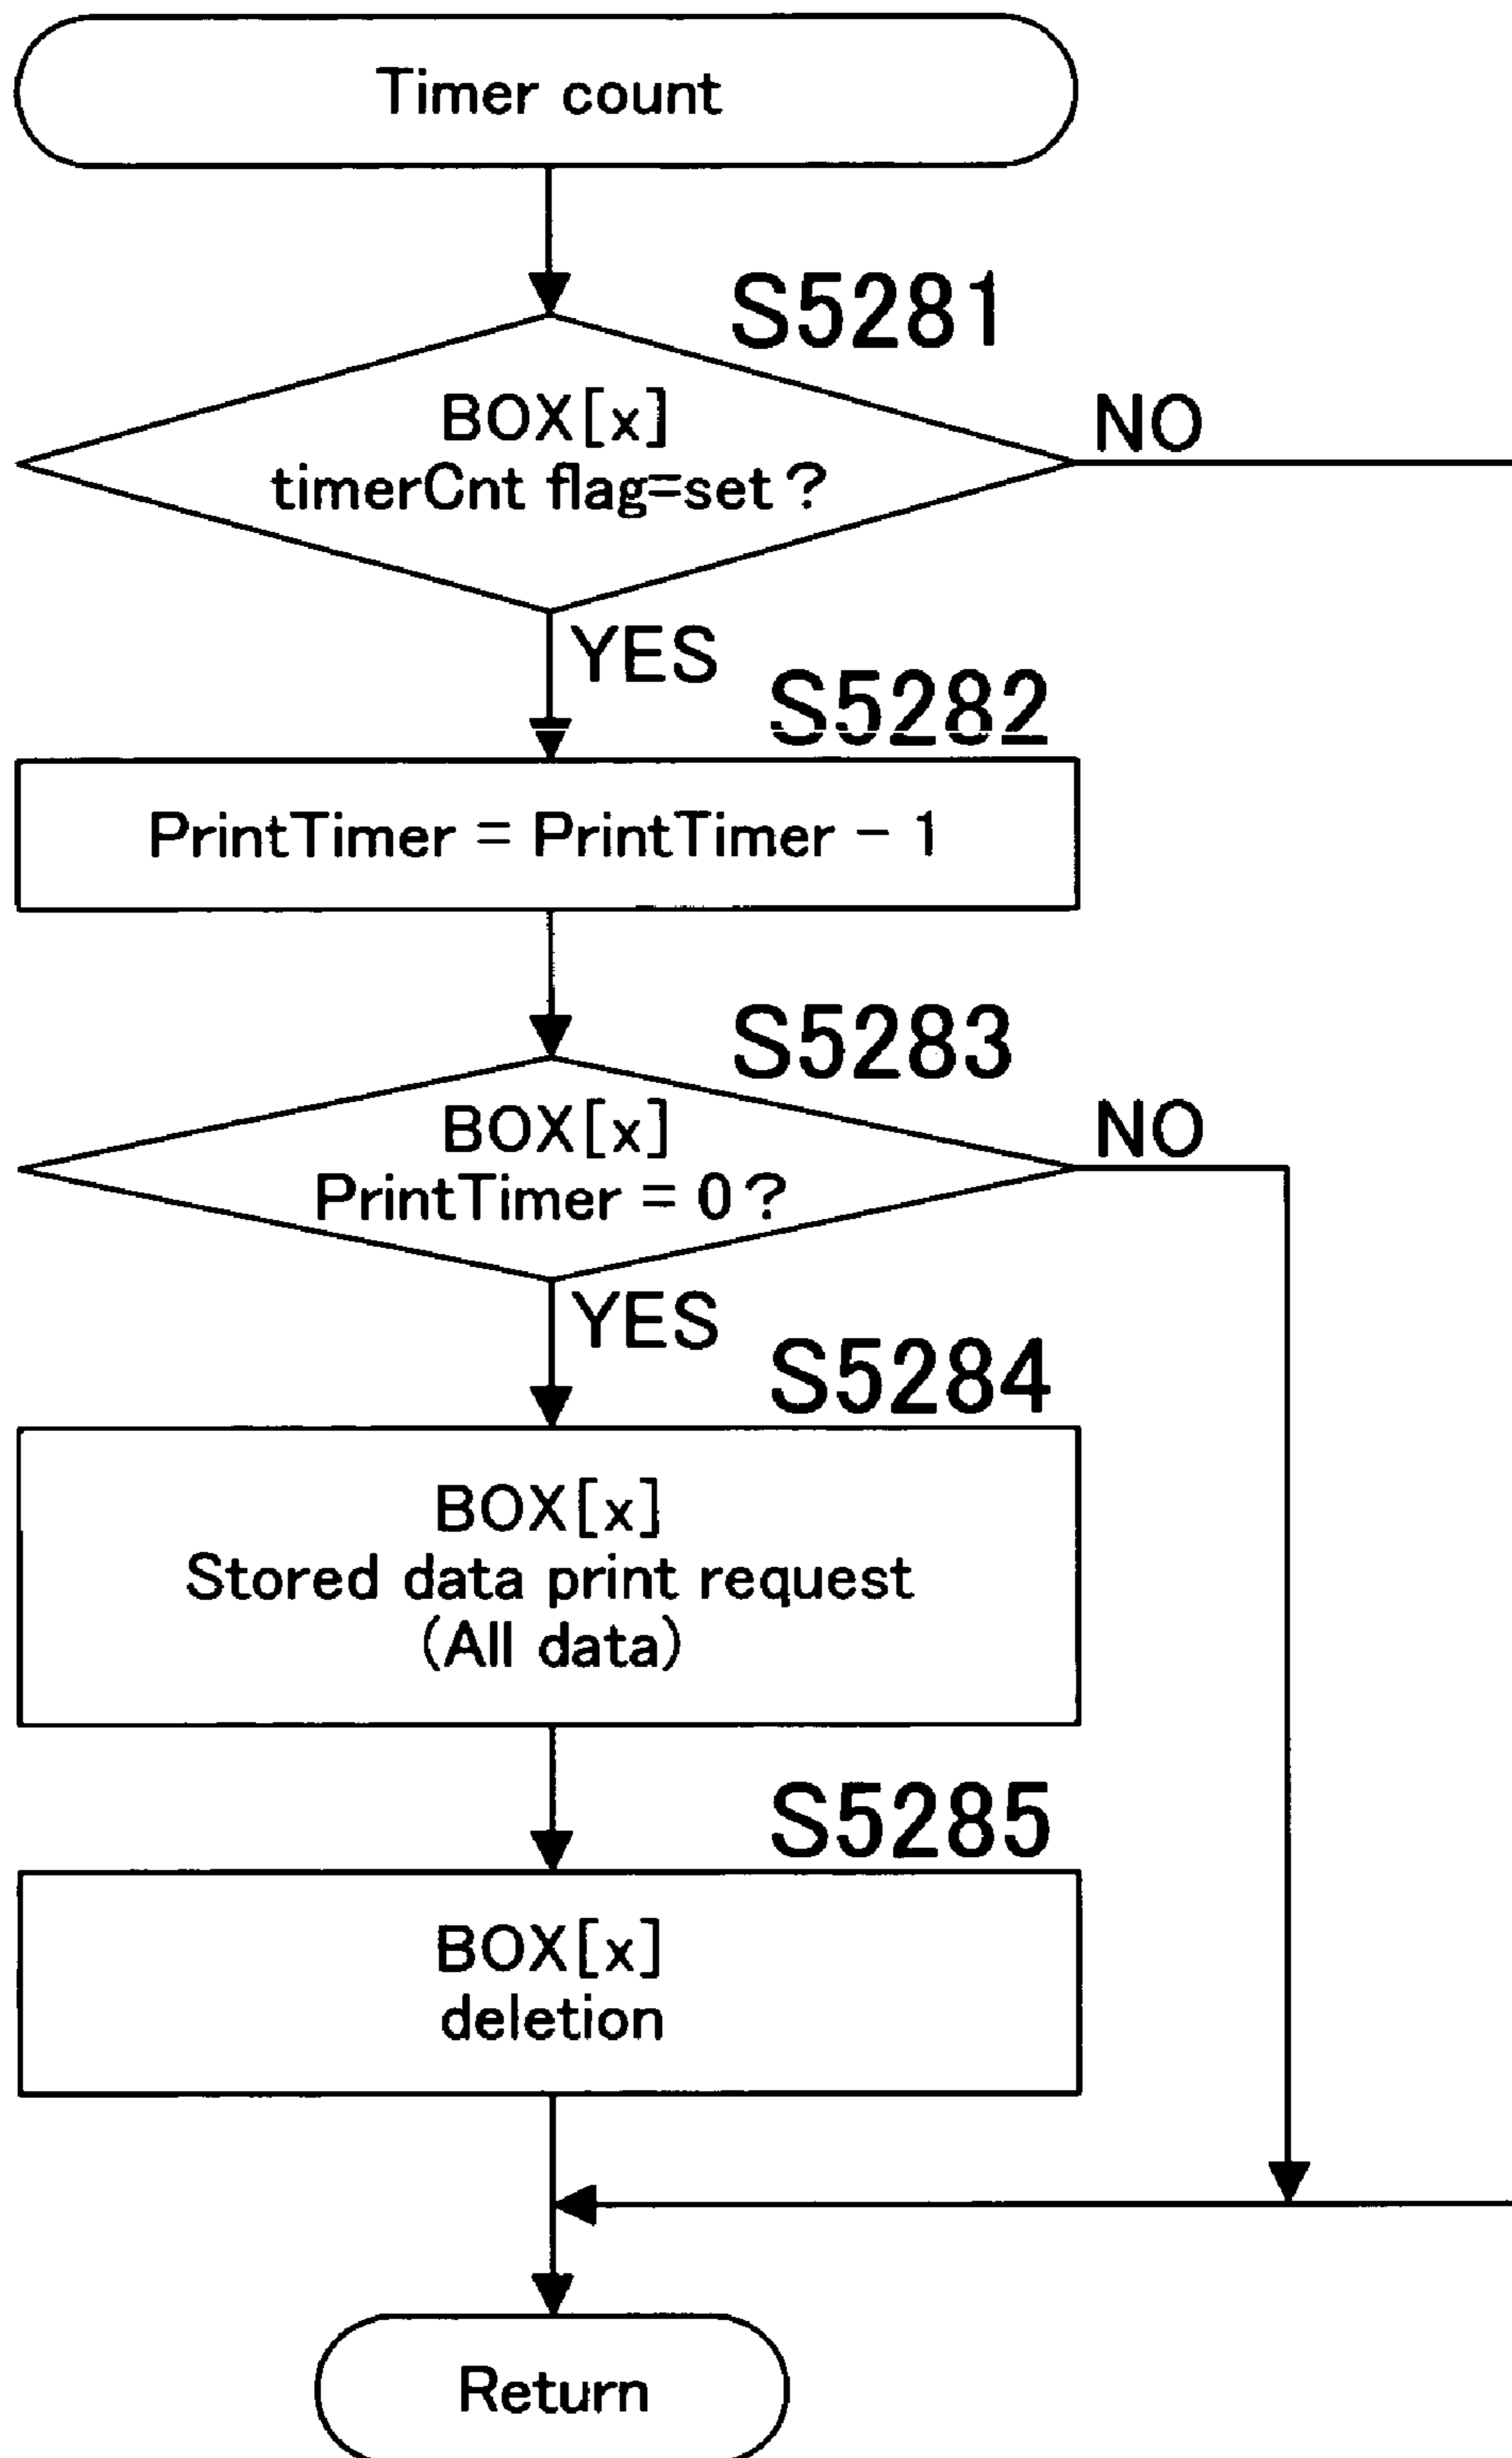 Timer count
S5281
BOX[x]
timerCnt flag=set?
NO
YES
S5282
PrintTimer = PrintTimer - 1
S5283
BOX[x]
PrintTimer = 0?
NO
YES
S5284
BOX[x]
Stored data print request
(All data)
S5285
BOX[x]
deletion
Return